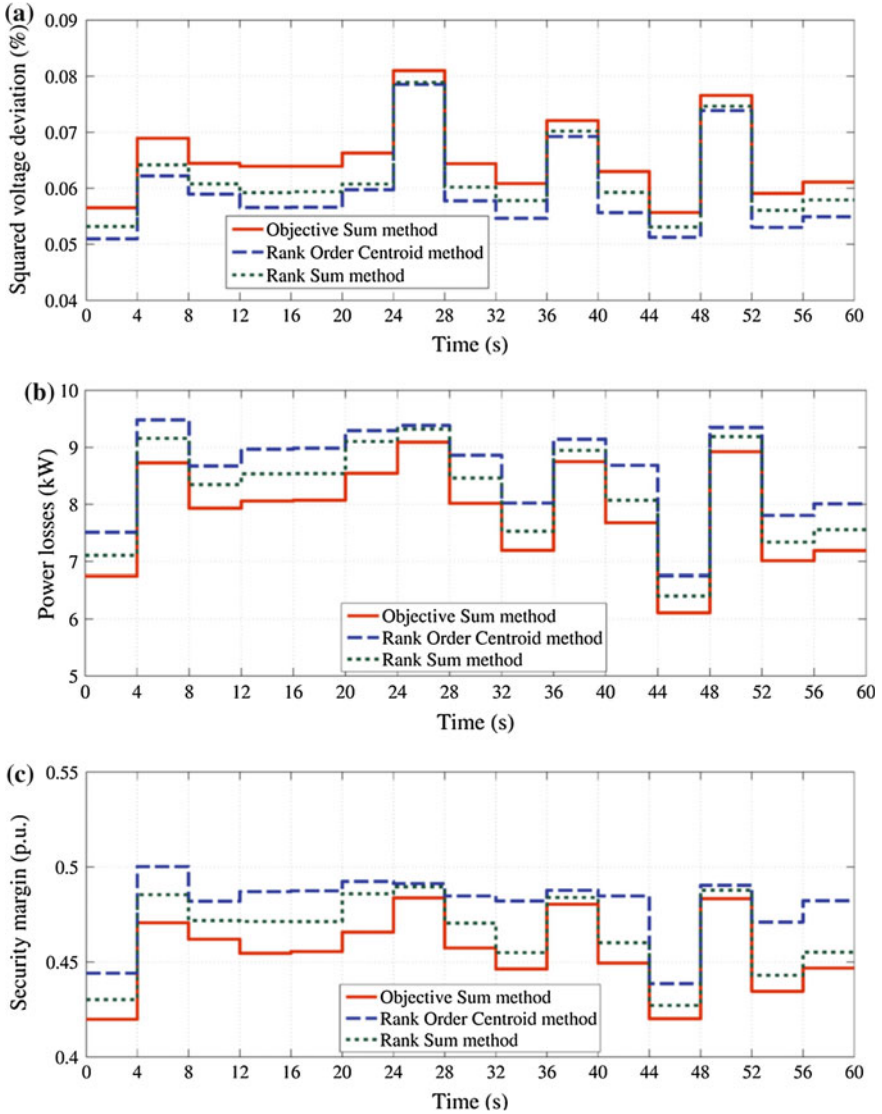 (a)
0.09
0.08
0.07
0.06
0.05
0.04
Squared voltage deviation (%)
Objective Sum method
Rank Order Centroid method
Rank Sum method
0 4 8 12 16 20 24 28 32 36 40 44 48 52 56 60
Time (s)
(b)
10
9
8
7
6
5
Power losses (kW)
Objective Sum method
Rank Order Centroid method
Rank Sum method
0 4 8 12 16 20 24 28 32 36 40 44 48 52 56 60
Time (s)
(c)
0.55
0.5
0.45
0.4
Security margin (p.u.)
Objective Sum method
Rank Order Centroid method
Rank Sum method
0 4 8 12 16 20 24 28 32 36 40 44 48 52 56 60
Time (s)